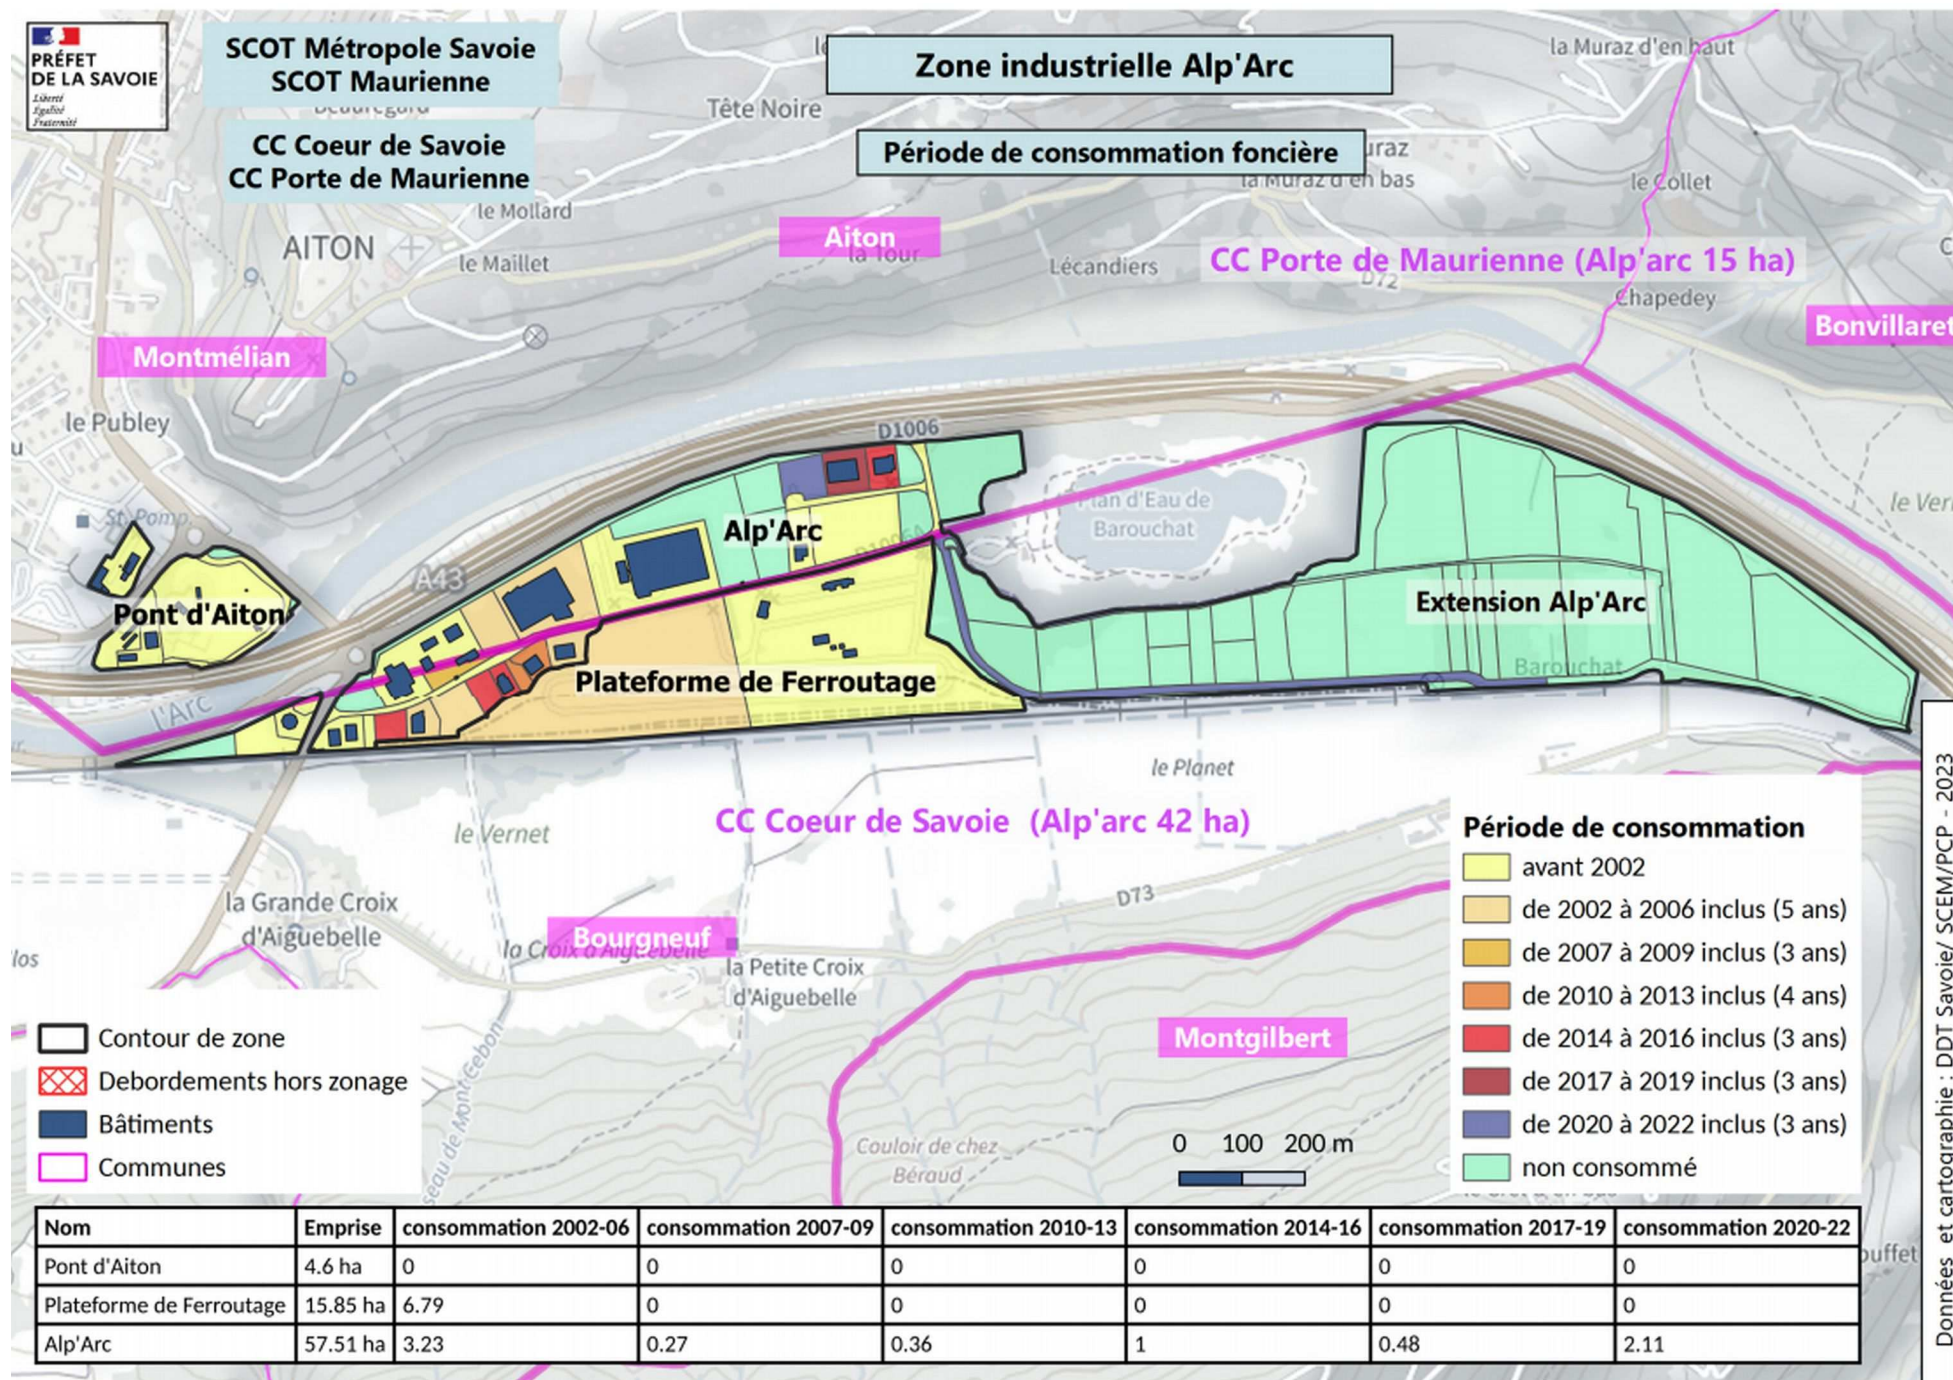 PRÉFET
DE LA SAVOIE
Liberté
Égalité
Fraternité
SCOT Métropole Savoie
SCOT Maurienne
CC Coeur de Savoie
CC Porte de Maurienne
Zone industrielle Alp'Arc
Période de consommation foncière
la Muraz d'en haut
Tête Noire
Beauregard
la Muraz d'en bas
le Collet
le Mollard
AITON
le Maillet
Aiton
la Tour
Lécandiers
CC Porte de Maurienne (Alp'arc 15 ha)
D72
Chapedey
Bonvillaret
Montmélian
le Publey
D1006
St. Pomp.
Plan d'Eau de
Barouchat
le Ver
Alp'Arc
D1006A
A43
Pont d'Aiton
Extension Alp'Arc
Barouchat
Plateforme de Ferroutage
l'Arc
le Planet
CC Coeur de Savoie (Alp'arc 42 ha)
le Vernet
D73
la Grande Croix
d'Aiguebelle
Bourgneuf
la Croix d'Aiguebelle
la Petite Croix
d'Aiguebelle
Montgilbert
Couloir de chez
Béraud
seau de Mont Cebon
0 100 200 m
Contour de zone
Debordements hors zonage
Bâtiments
Communes
Période de consommation
avant 2002
de 2002 à 2006 inclus (5 ans)
de 2007 à 2009 inclus (3 ans)
de 2010 à 2013 inclus (4 ans)
de 2014 à 2016 inclus (3 ans)
de 2017 à 2019 inclus (3 ans)
de 2020 à 2022 inclus (3 ans)
non consommé
Données et cartographie : DDT Savoie/ SCEM/PCP - 2023
Nom Emprise consommation 2002-06 consommation 2007-09 consommation 2010-13 consommation 2014-16 consommation 2017-19 consommation 2020-22
Pont d'Aiton 4.6 ha 0 0 0 0 0 0
Plateforme de Ferroutage 15.85 ha 6.79 0 0 0 0 0
Alp'Arc 57.51 ha 3.23 0.27 0.36 1 0.48 2.11